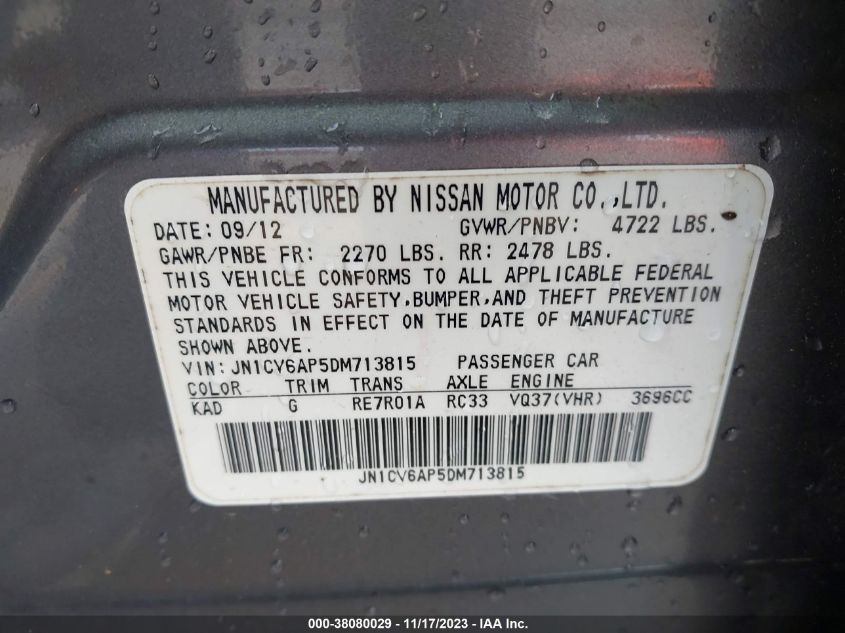 MANUFACTURED BY NISSAN MOTOR CO.,LTD.
DATE: 09/12 GVWR/PNBV: 4722 LBS.
GAWR/PNBE FR: 2270 LBS. RR: 2478 LBS.
THIS VEHICLE CONFORMS TO ALL APPLICABLE FEDERAL
MOTOR VEHICLE SAFETY,BUMPER,AND THEFT PREVENTION
STANDARDS IN EFFECT ON THE DATE OF MANUFACTURE
SHOWN ABOVE.
VIN: JN1CV6AP5DM713815 PASSENGER CAR
COLOR TRIM TRANS AXLE ENGINE
KAD G RE7R01A RC33 VQ37(VHR) 3696CC
JN1CV6AP5DM713815
000-38080029 - 11/17/2023 - IAA Inc.